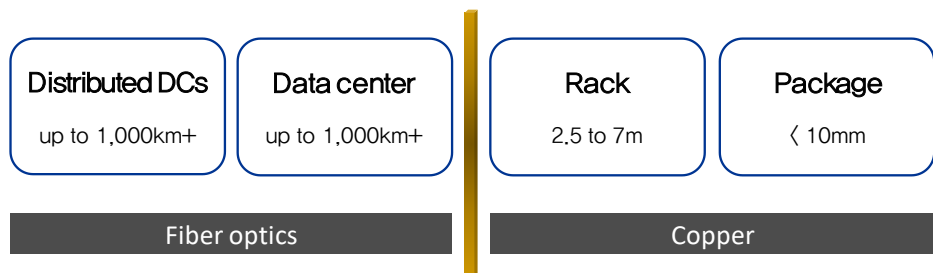 Distributed DCs
up to 1,000km+
Data center
up to 1,000km+
Rack
2.5 to 7m
Package
〈 10mm
Fiber optics
Copper